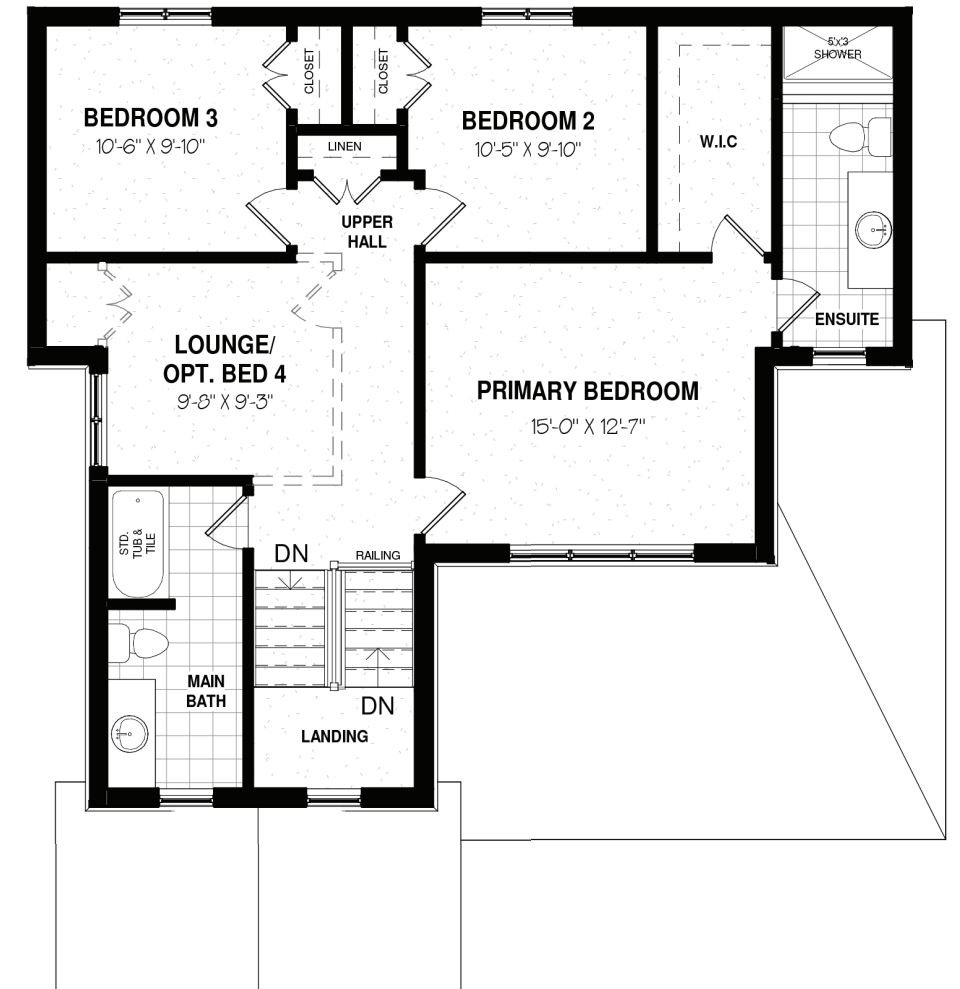 5'x3'
SHOWER
CLOSET
CLOSET
BEDROOM 3
10'-6" X 9'-10"
BEDROOM 2
10'-5" X 9'-10"
W.I.C
LINEN
UPPER
HALL
ENSUITE
LOUNGE/
OPT. BED 4
9'-8" X 9'-3"
PRIMARY BEDROOM
15'-0" X 12'-7"
STD.
TUB &
TILE
DN
RAILING
MAIN
BATH
DN
LANDING